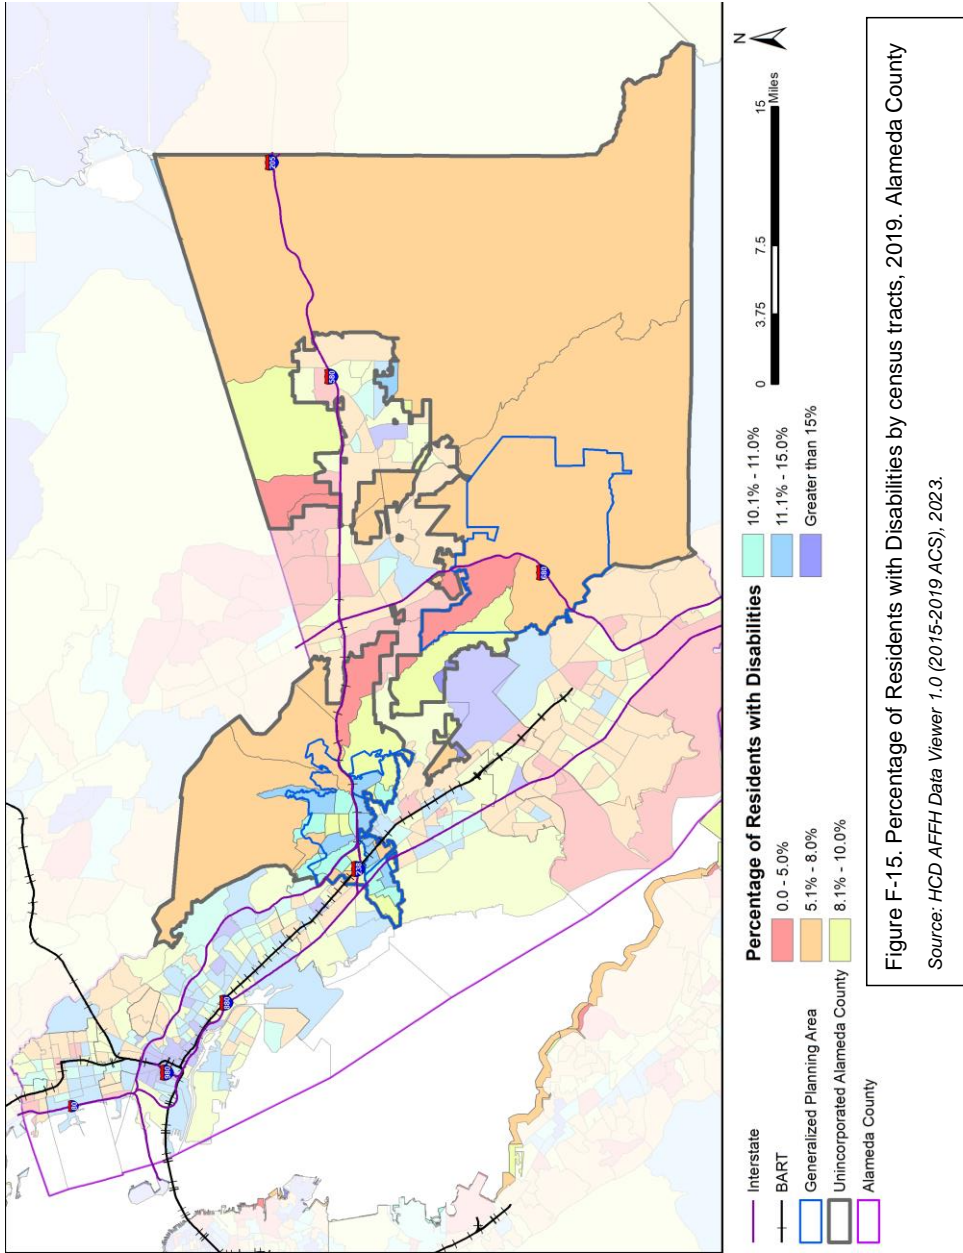 205
580
680
238
880
980
80
N
0 3.75 7.5 15
Miles
Interstate
BART
Generalized Planning Area
Unincorporated Alameda County
Alameda County
Percentage of Residents with Disabilities
0.0 - 5.0%
5.1% - 8.0%
8.1% - 10.0%
10.1% - 11.0%
11.1% - 15.0%
Greater than 15%
Figure F-15. Percentage of Residents with Disabilities by census tracts, 2019. Alameda County
Source: HCD AFFH Data Viewer 1.0 (2015-2019 ACS), 2023.